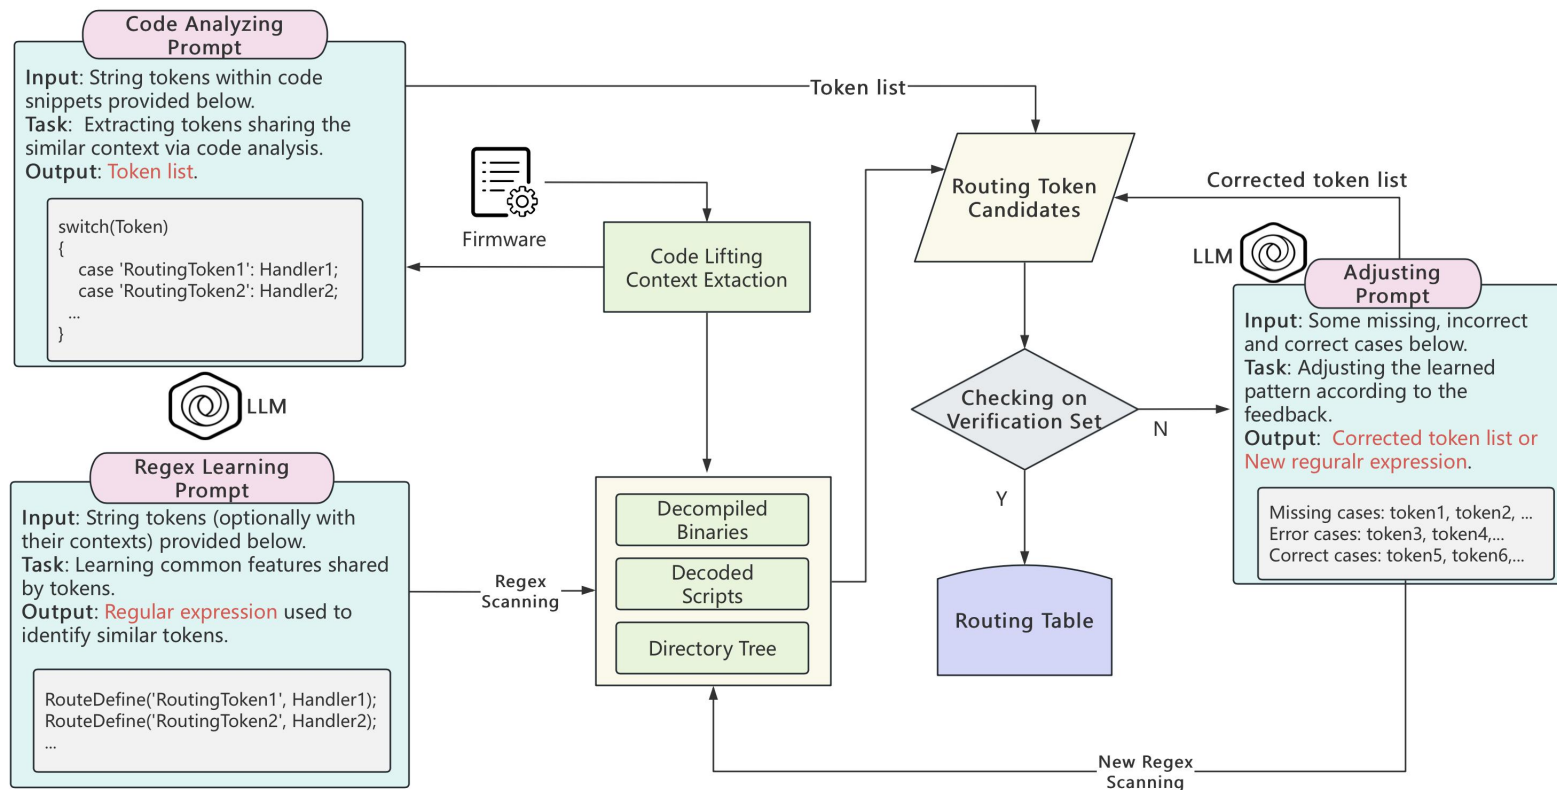 Code Analyzing
Prompt
Input: String tokens within code
snippets provided below.
Task:  Extracting tokens sharing the
similar context via code analysis.
Output: Token list.
switch(Token)
{
case 'RoutingToken1': Handler1;
case 'RoutingToken2': Handler2;
...
}
LLM
Regex Learning
Prompt
Input: String tokens (optionally with
their contexts) provided below.
Task: Learning common features shared
by tokens.
Output: Regular expression used to
identify similar tokens.
RouteDefine('RoutingToken1', Handler1);
RouteDefine('RoutingToken2', Handler2);
...
Firmware
Code Lifting
Context Extaction
Regex
Scanning
Decompiled
Binaries
Decoded
Scripts
Directory Tree
Token list
Routing Token
Candidates
Checking on
Verification Set
N
Y
Routing Table
Corrected token list
LLM
Adjusting
Prompt
Input: Some missing, incorrect
and correct cases below.
Task: Adjusting the learned
pattern according to the
feedback.
Output:  Corrected token list or
New reguralr expression.
Missing cases: token1, token2, ...
Error cases: token3, token4,...
Correct cases: token5, token6,...
New Regex
Scanning